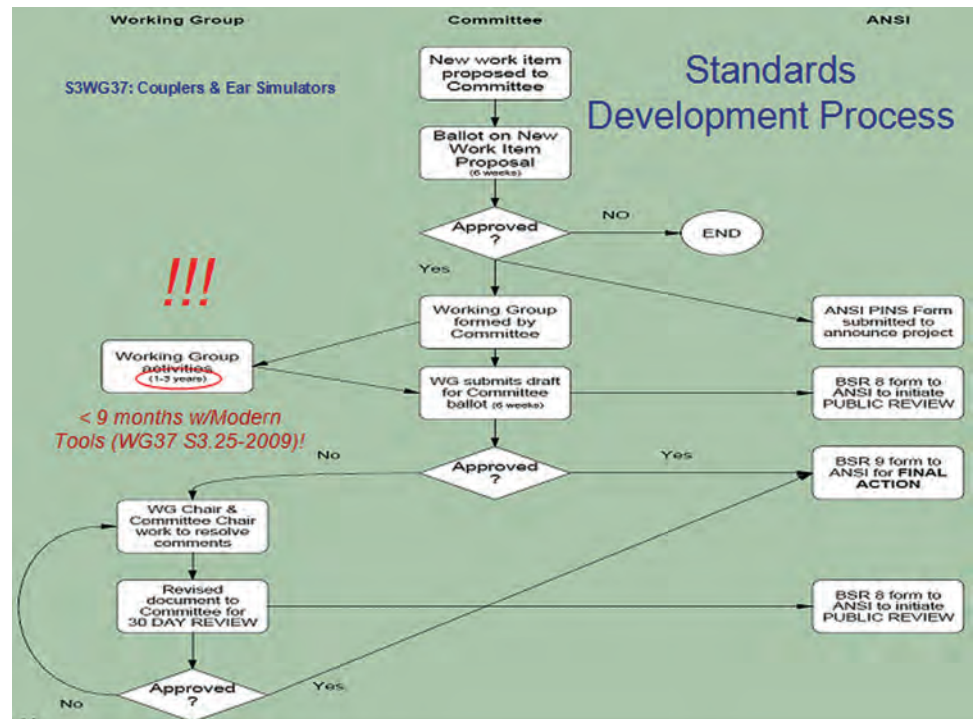 Working Group
Committee
ANSI
S3WG37: Couplers & Ear Simulators
Standards
Development Process
New work item
proposed to
Committee
Ballot on New
Work Item
Proposal
(6 weeks)
Approved
?
NO
END
Yes
!!!
Working Group
formed by
Committee
ANSI PINS Form
submitted to
announce project
Working Group
activities
(1-3 years)
WG submits draft
for Committee
ballot (6 weeks)
BSR 8 form to
ANSI to initiate
PUBLIC REVIEW
< 9 months w/Modern
Tools (WG37 S3.25-2009)!
No
Approved
?
Yes
BSR 9 form to
ANSI for FINAL
ACTION
WG Chair &
Committee Chair
work to resolve
comments
Revised
document to
Committee for
30 DAY REVIEW
BSR 8 form to
ANSI to initiate
PUBLIC REVIEW
Approved
?
No
Yes